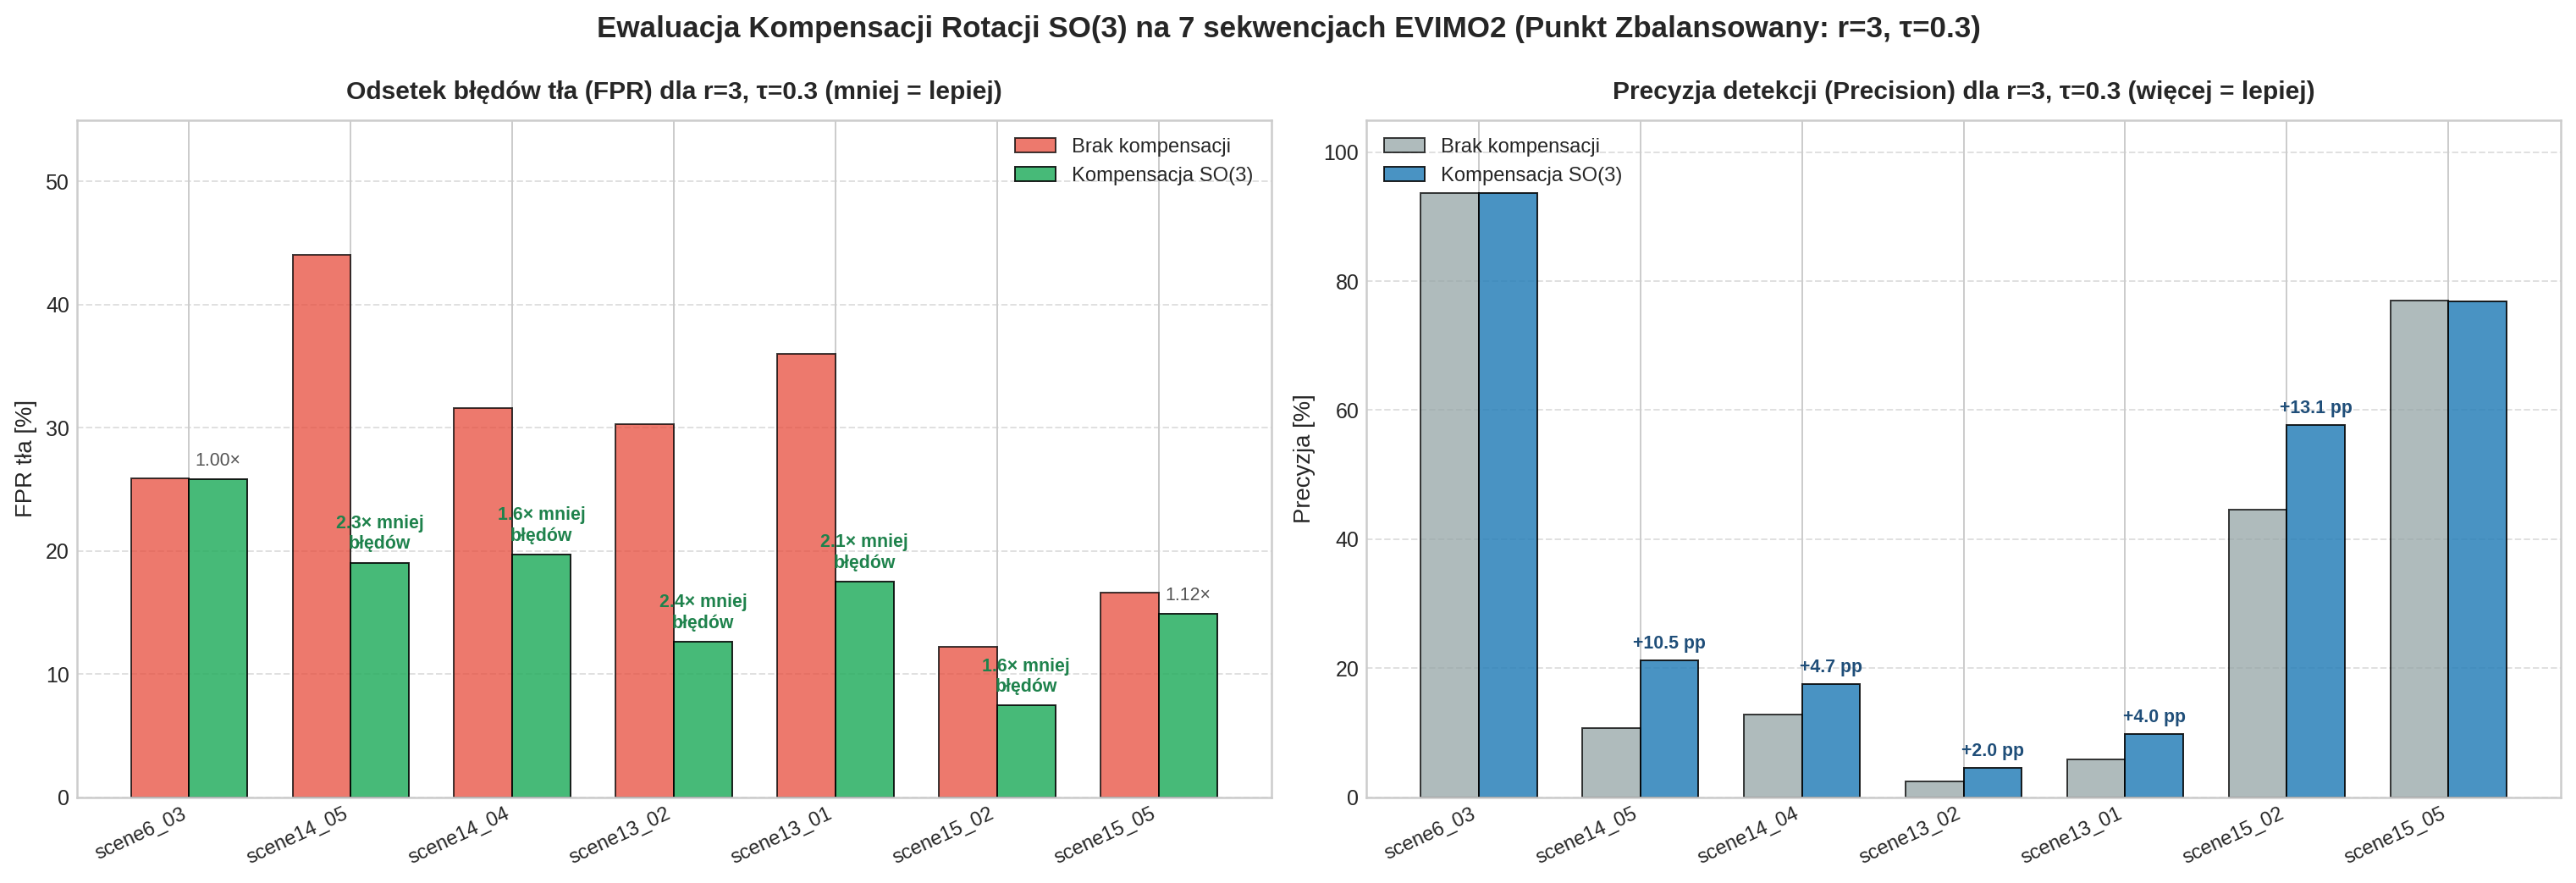 Ewaluacja Kompensacji Rotacji SO(3) na 7 sekwencjach EVIMO2 (Punkt Zbalansowany: r=3, τ=0.3)
Odsetek błędów tła (FPR) dla r=3, τ=0.3 (mniej = lepiej)
Brak kompensacji
Kompensacja SO(3)
FPR tła [%]
50
40
30
20
10
0
1.00×
2.3× mniej
błędów
1.6× mniej
błędów
2.4× mniej
błędów
2.1× mniej
błędów
1.6× mniej
błędów
1.12×
scene6_03
scene14_05
scene14_04
scene13_02
scene13_01
scene15_02
scene15_05
Precyzja detekcji (Precision) dla r=3, τ=0.3 (więcej = lepiej)
Brak kompensacji
Kompensacja SO(3)
Precyzja [%]
100
80
60
40
20
0
+10.5 pp
+4.7 pp
+2.0 pp
+4.0 pp
+13.1 pp
scene6_03
scene14_05
scene14_04
scene13_02
scene13_01
scene15_02
scene15_05